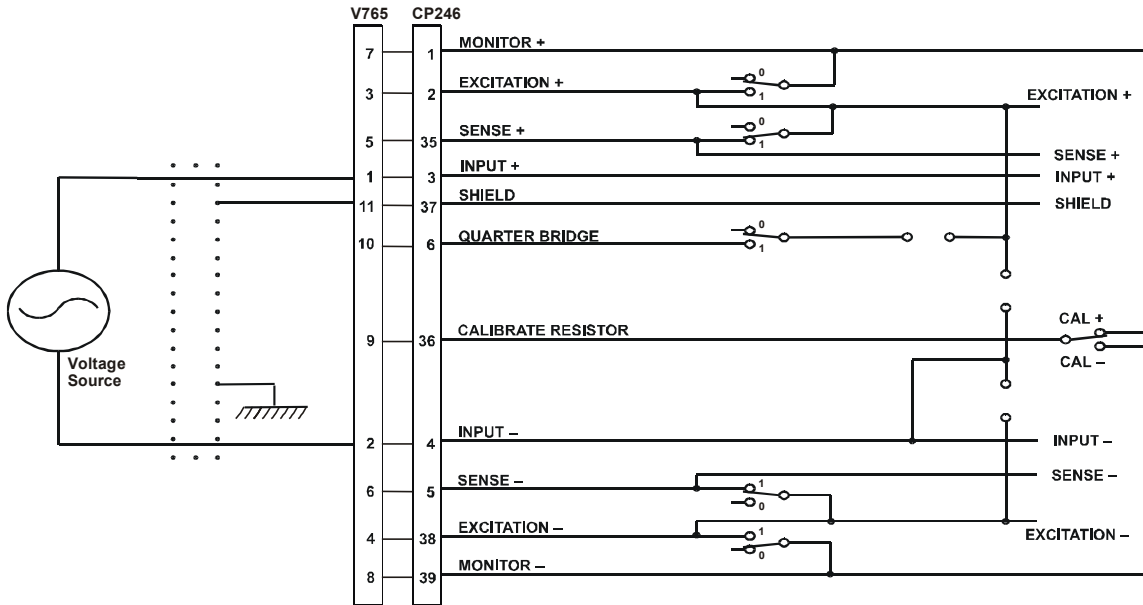 V765 CP246
7 1 MONITOR +
0
3 2 EXCITATION +
1
EXCITATION +
0
5 35 SENSE +
1
SENSE +
1 3 INPUT +
INPUT +
11 37 SHIELD
SHIELD
0
10 6 QUARTER BRIDGE
1
CAL +
9 36 CALIBRATE RESISTOR
CAL –
Voltage
Source
2 4 INPUT –
INPUT –
SENSE –
6 5 SENSE –
1
0
4 38 EXCITATION –
1
EXCITATION –
0
8 39 MONITOR –